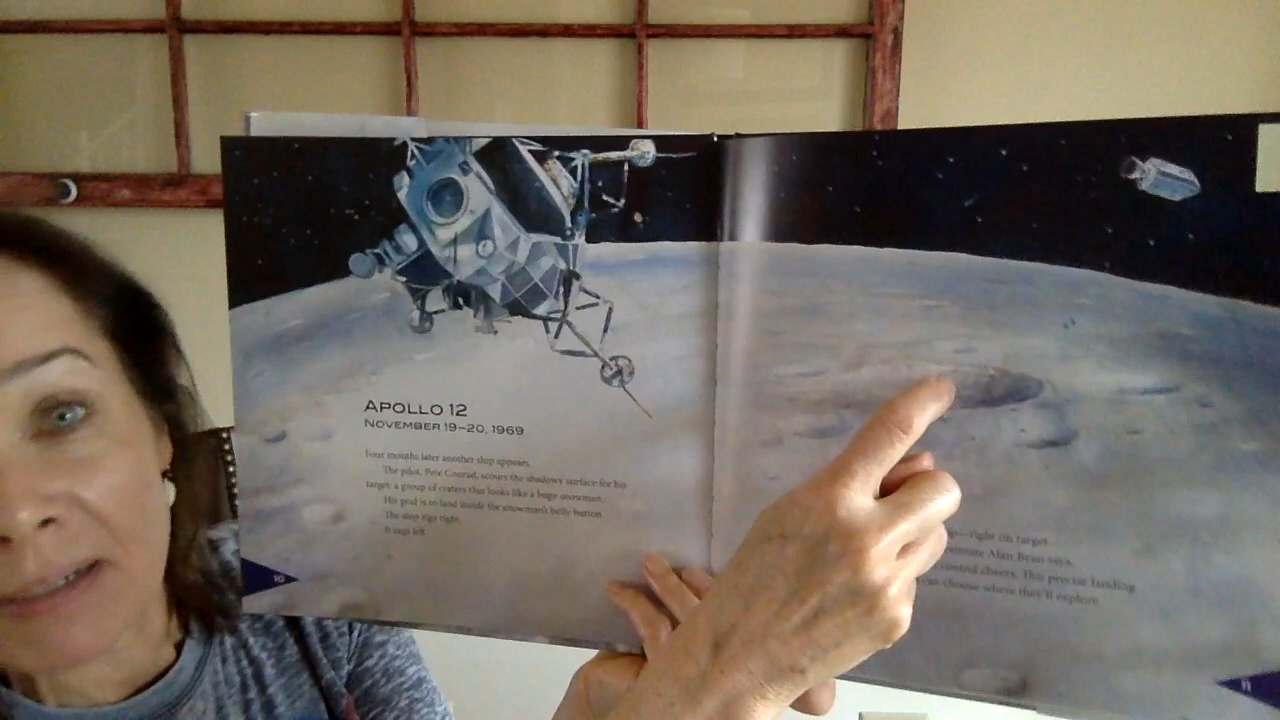 APOLLO 12
NOVEMBER 19–20, 1969
Four months later another ship appears.
The pilot, Pete Conrad, scours the shadowy surface for his
target: a group of craters that looks like a huge snowman.
His goal is to land inside the snowman's belly button.
The ship zigs right.
It zags left.
10
—right on target.
Alan Bean says.
control cheers. This precise landing
choose where they'll explore.
11